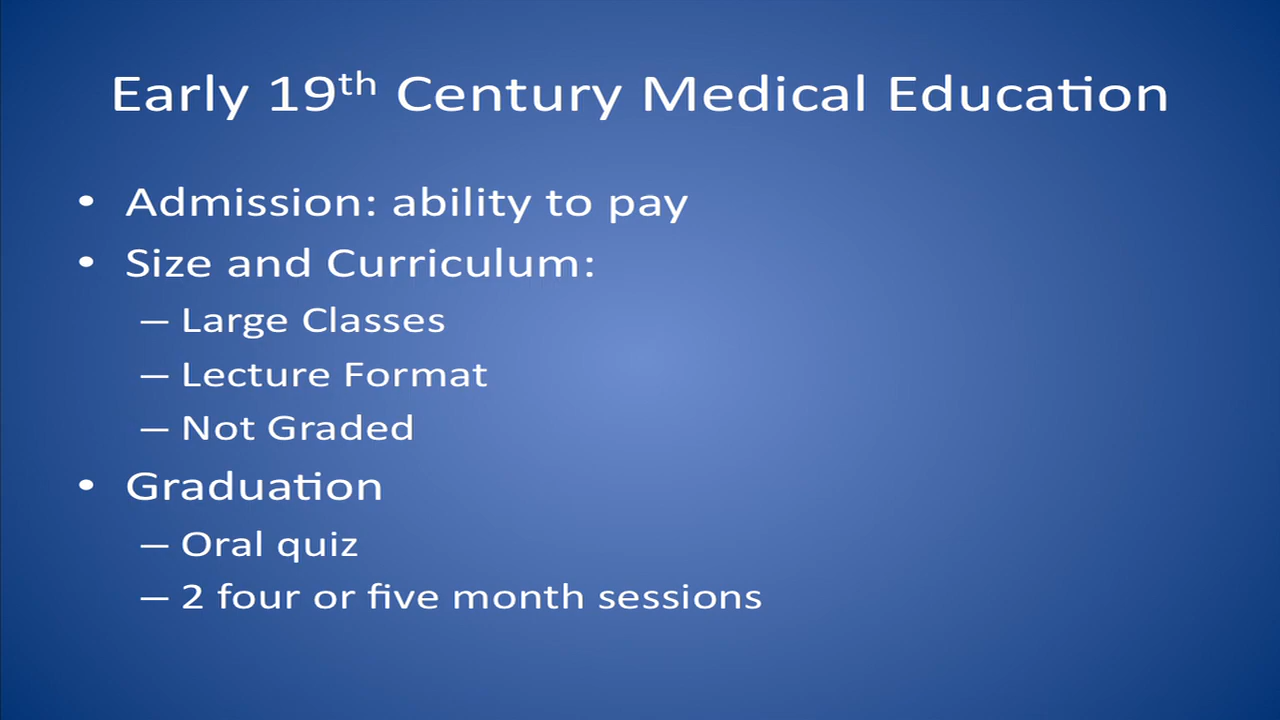 Early 19th Century Medical Education
• Admission: ability to pay
• Size and Curriculum:
– Large Classes
– Lecture Format
– Not Graded
• Graduation
– Oral quiz
– 2 four or five month sessions